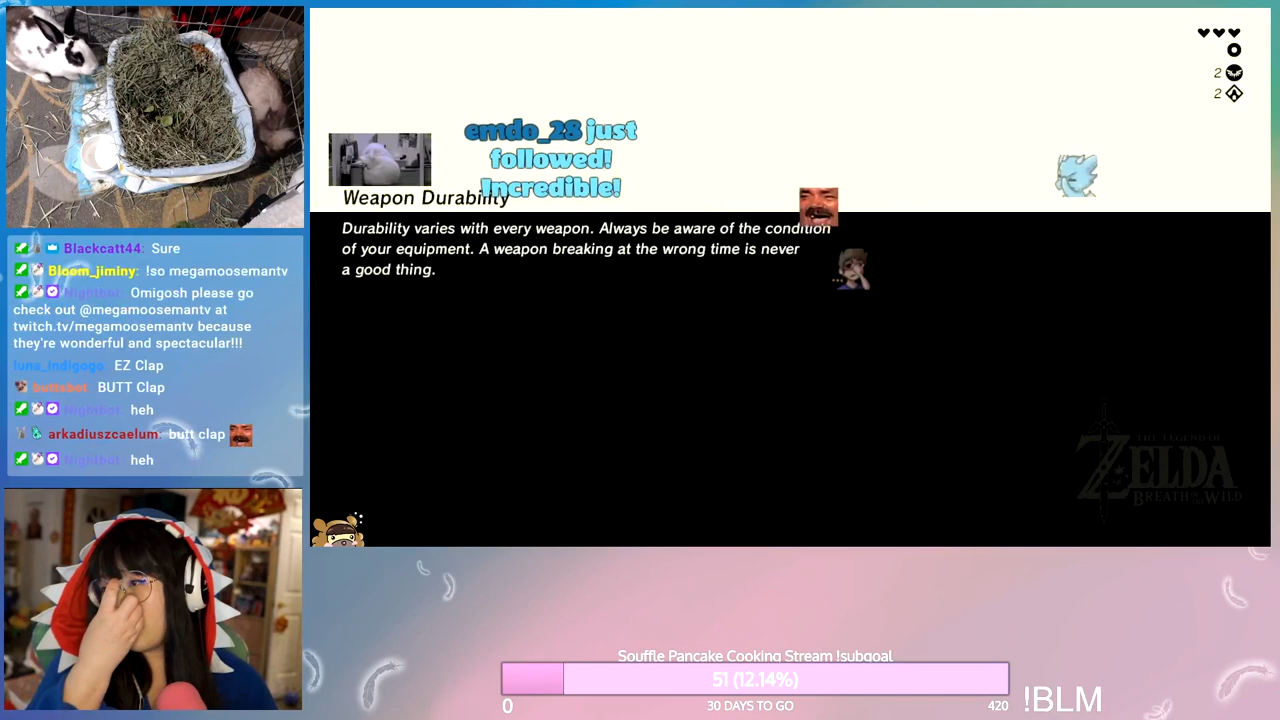 Blackcatt44: Sure
Bloom_jiminy: !so megamoosemantv
Nightbot: Omigosh please go
check out @megamoosemantv at
twitch.tv/megamoosemantv because
they're wonderful and spectacular!!!
luna_indigogo: EZ Clap
buttsbot: BUTT Clap
Nightbot: heh
arkadiuszcaelum: butt clap
Nightbot: heh
2
2
emdo_28 just
followed!
Incredible!
Weapon Durability
Durability varies with every weapon. Always be aware of the condition
of your equipment. A weapon breaking at the wrong time is never
a good thing.
THE LEGEND OF
ZELDA
BREATH OF THE WILD
Souffle Pancake Cooking Stream !subgoal
51 (12.14%)
0
30 DAYS TO GO
420
!BLM